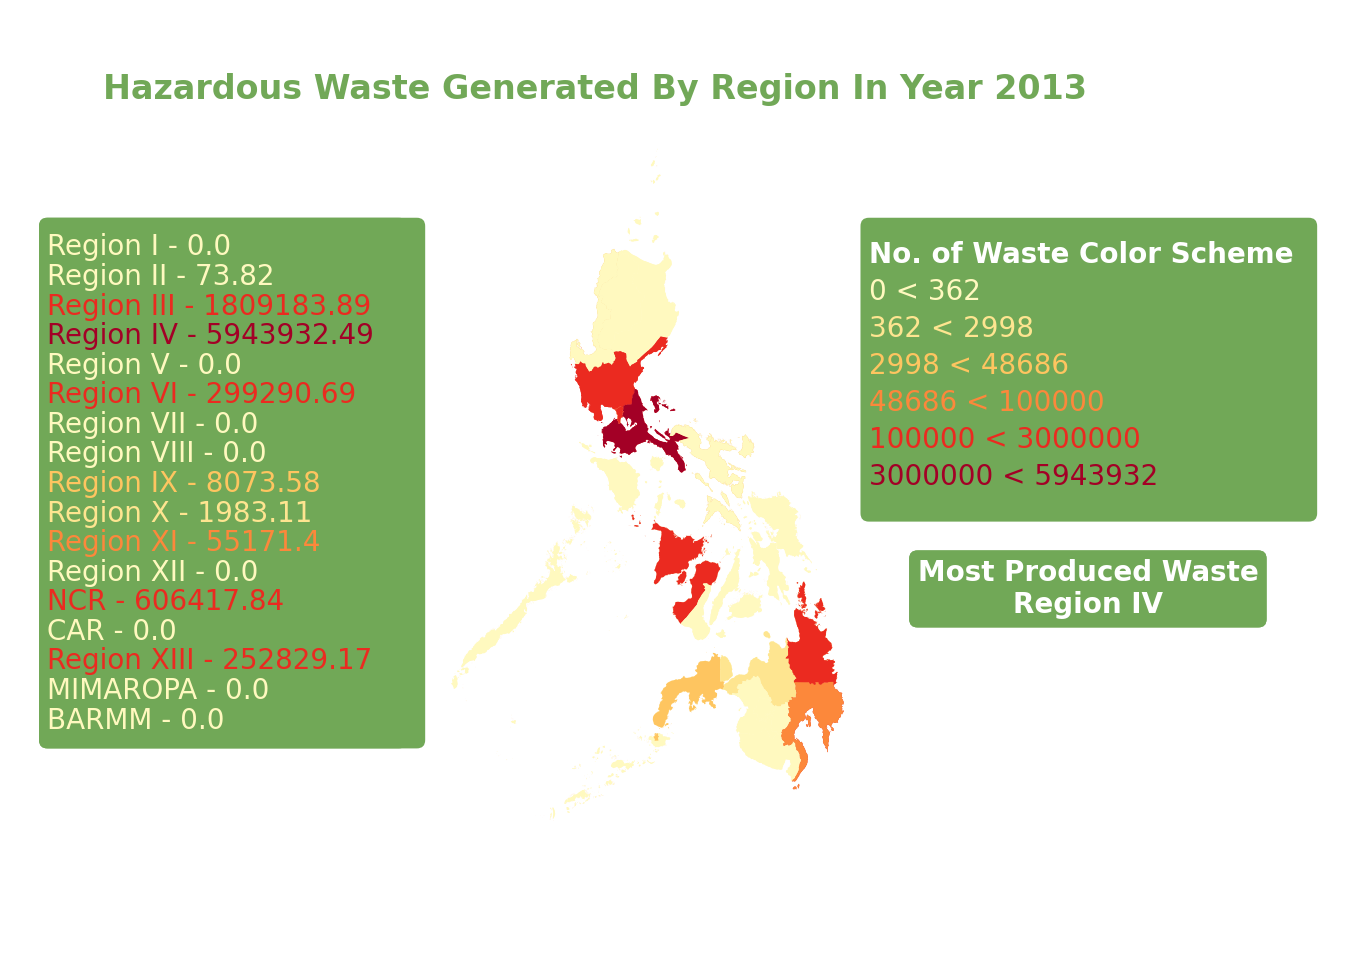 Hazardous Waste Generated By Region In Year 2013
Region I - 0.0
Region II - 73.82
Region III - 1809183.89
Region IV - 5943932.49
Region V - 0.0
Region VI - 299290.69
Region VII - 0.0
Region VIII - 0.0
Region IX - 8073.58
Region X - 1983.11
Region XI - 55171.4
Region XII - 0.0
NCR - 606417.84
CAR - 0.0
Region XIII - 252829.17
MIMAROPA - 0.0
BARMM - 0.0
No. of Waste Color Scheme
0 < 362
362 < 2998
2998 < 48686
48686 < 100000
100000 < 3000000
3000000 < 5943932
Most Produced Waste
Region IV